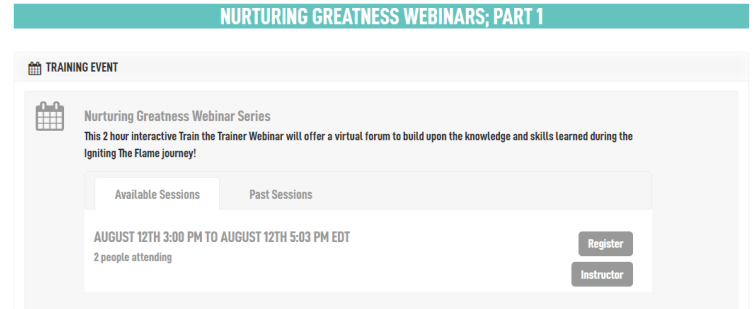 NURTURING GREATNESS WEBINARS; PART 1
TRAINING EVENT
Nurturing Greatness Webinar Series
This 2 hour interactive Train the Trainer Webinar will offer a virtual forum to build upon the knowledge and skills learned during the
Igniting The Flame journey!
Available Sessions Past Sessions
AUGUST 12TH 3:00 PM TO AUGUST 12TH 5:03 PM EDT
Register
2 people attending
Instructor